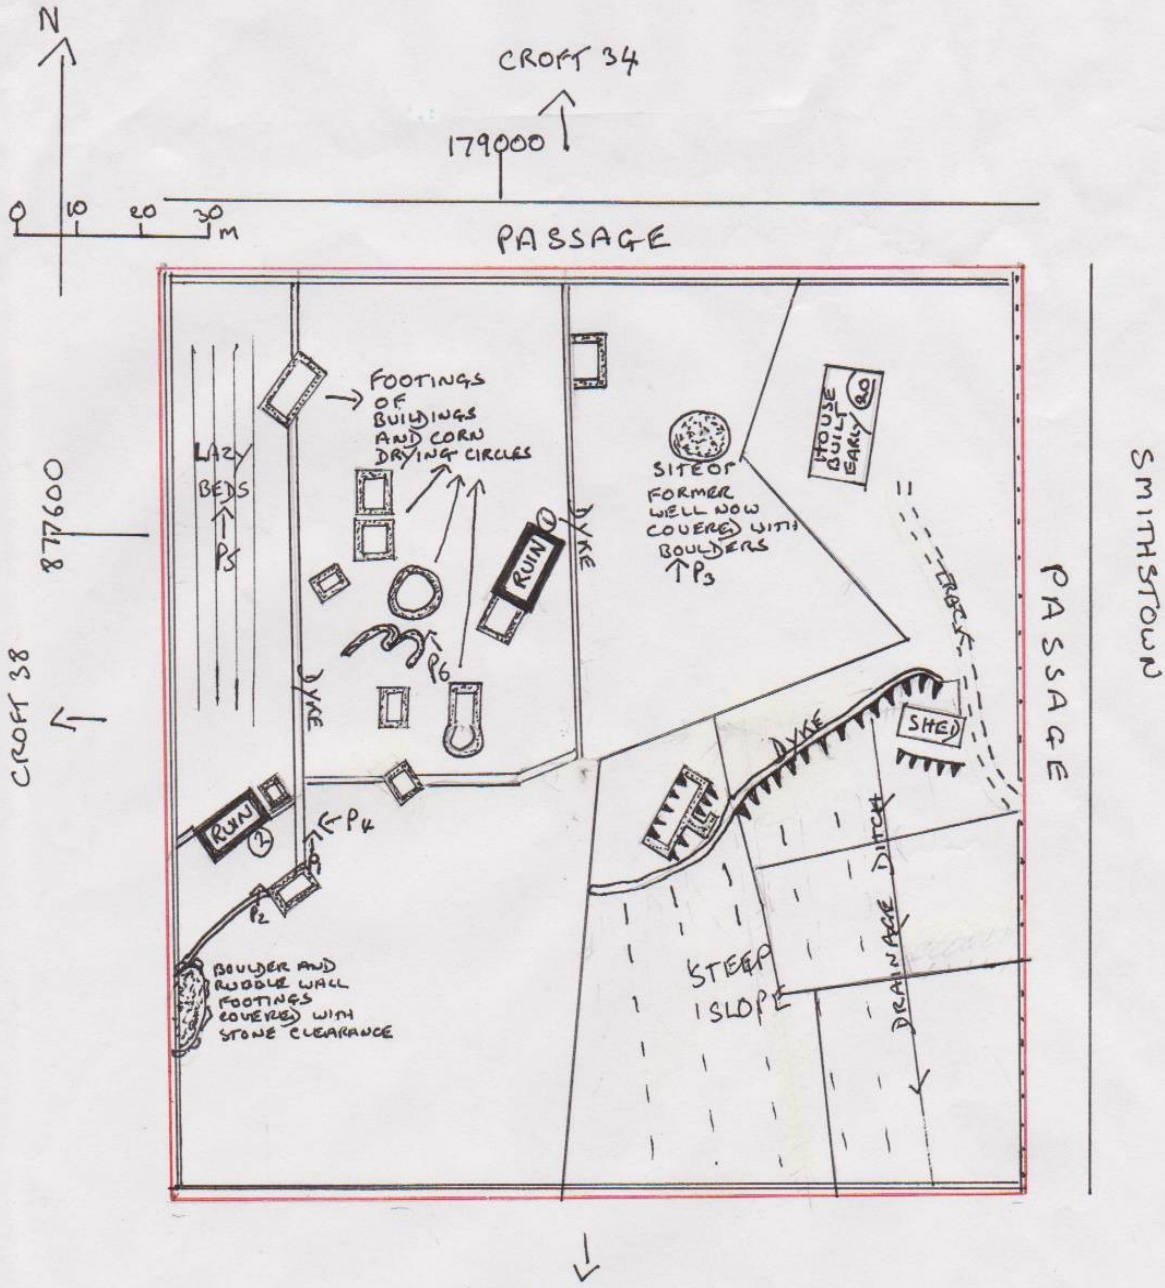 N
CROFT 34
179000
0 10 20 30 M
PASSAGE
FOOTINGS
OF
BUILDINGS
AND CORN
DRYING CIRCLES
HOUSE
BUILT
EARLY 20
LAZY
BEDS
P5
SITE OF
FORMER
WELL NOW
COVERED WITH
BOULDERS
P3
RUIN
1
DYKE
877600
SMITHSTOWN
PASSAGE
TRACK
P6
DYKE
CROFT 38
DYKE
SHED
RUIN
2
P4
P2
DRAINAGE DITCH
BOULDER AND
RUBBLE WALL
FOOTINGS
COVERED WITH
STONE CLEARANCE
STEEP
SLOPE